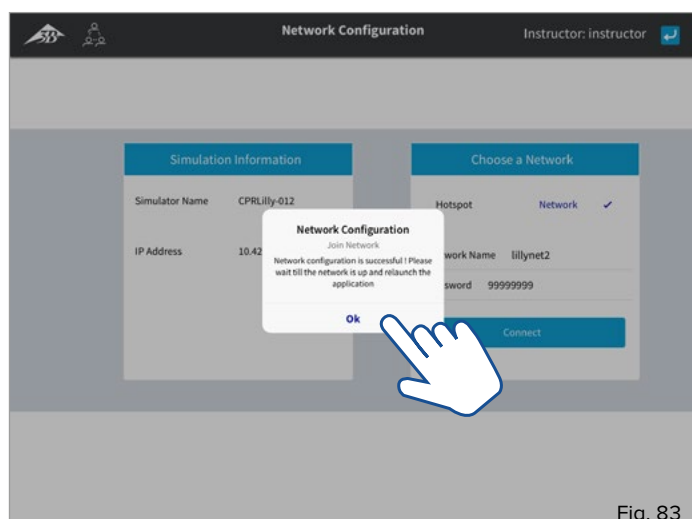 3B
Network Configuration
Instructor: instructor
Simulation Information
Choose a Network
Simulator Name CPRLilly-012
Hotspot Network
IP Address 10.42
Network Configuration
Join Network
Network configuration is successful ! Please
wait till the network is up and relaunch the
application
Ok
work Name lillynet2
sword 99999999
Connect
Fig. 83